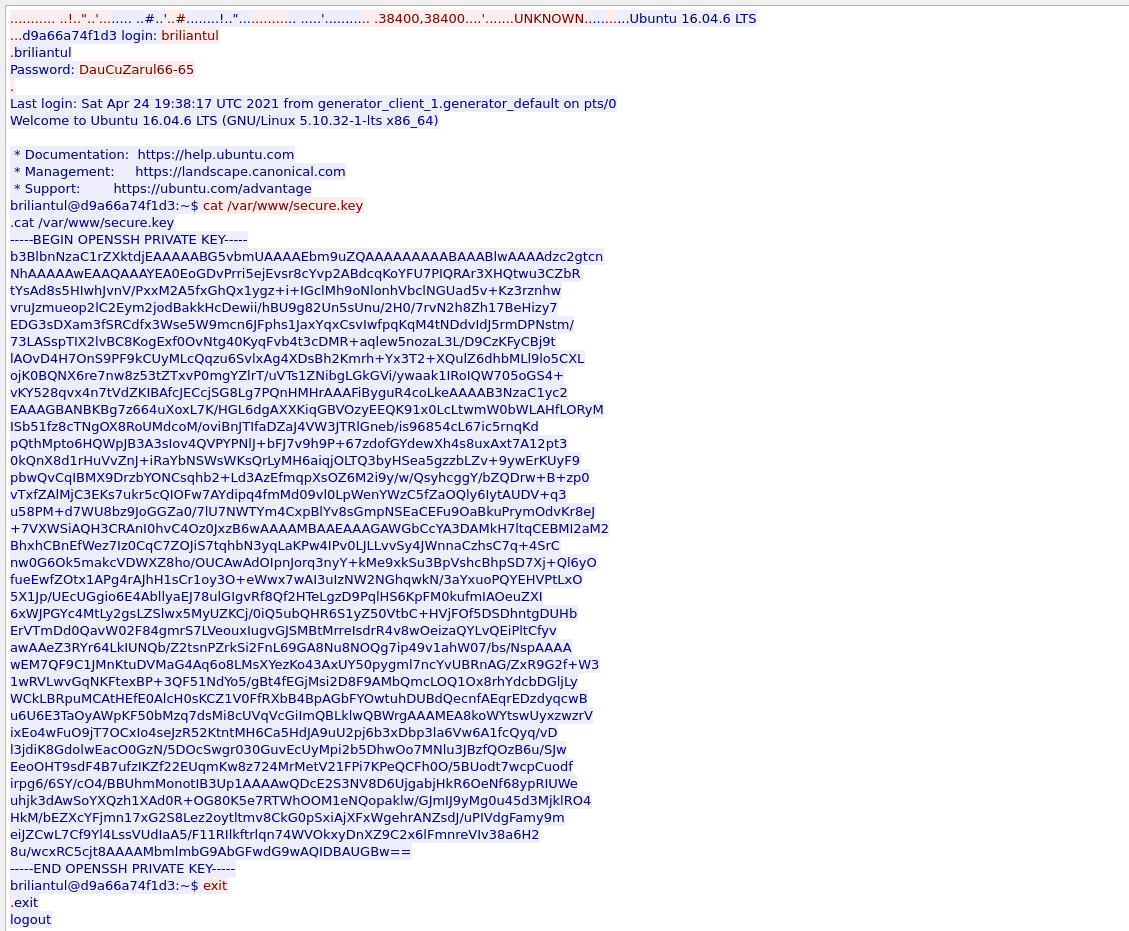 .......... ..!.."..'........ ..#..'..#........!.."............. .....'........... .38400,38400....'.......UNKNOWN............Ubuntu 16.04.6 LTS
...d9a66a74f1d3 login: briliantul
.briliantul
Password: DauCuZarul66-65
.
Last login: Sat Apr 24 19:38:17 UTC 2021 from generator_client_1.generator_default on pts/0
Welcome to Ubuntu 16.04.6 LTS (GNU/Linux 5.10.32-1-lts x86_64)
* Documentation: https://help.ubuntu.com
* Management: https://landscape.canonical.com
* Support: https://ubuntu.com/advantage
briliantul@d9a66a74f1d3:~$ cat /var/www/secure.key
.cat /var/www/secure.key
-----BEGIN OPENSSH PRIVATE KEY-----
b3BlbnNzaC1rZXktdjEAAAAABG5vbmUAAAAEbm9uZQAAAAAAAAABAAABlwAAAAdzc2gtcn
NhAAAAAwEAAQAAAYEA0EoGDvPrri5ejEvsr8cYvp2ABdcqKoYFU7PIQRAr3XHQtwu3CZbR
tYsAd8s5HIwhJvnV/PxxM2A5fxGhQx1ygz+i+IGclMh9oNlonhVbclNGUad5v+Kz3rznhw
vruJzmueop2lC2Eym2jodBakkHcDewii/hBU9g82Un5sUnu/2H0/7rvN2h8Zh17BeHizy7
EDG3sDXam3fSRCdfx3Wse5W9mcn6JFphs1JaxYqxCsvIwfpqKqM4tNDdvIdJ5rmDPNstm/
73LASspTIX2lvBC8KogExf0OvNtg40KyqFvb4t3cDMR+aqlew5nozaL3L/D9CzKFyCBj9t
lAOvD4H7OnS9PF9kCUyMLcQqzu6SvlxAg4XDsBh2Kmrh+Yx3T2+XQulZ6dhbMLl9lo5CXL
ojK0BQNX6re7nw8z53tZTxvP0mgYZlrT/uVTs1ZNibgLGkGVi/ywaak1IRoIQW705oGS4+
vKY528qvx4n7tVdZKIBAfcJECcjSG8Lg7PQnHMHrAAAFiByguR4coLkeAAAAB3NzaC1yc2
EAAAGBANBKBg7z664uXoxL7K/HGL6dgAXXKiqGBVOzyEEQK91x0LcLtwmW0bWLAHfLORyM
ISb51fz8cTNgOX8RoUMdcoM/oviBnJTIfaDZaJ4VW3JTRlGneb/is96854cL67ic5rnqKd
pQthMpto6HQWpJB3A3sIov4QVPYPNlJ+bFJ7v9h9P+67zdofGYdewXh4s8uxAxt7A12pt3
0kQnX8d1rHuVvZnJ+iRaYbNSWsWKsQrLyMH6aiqjOLTQ3byHSea5gzzbLZv+9ywErKUyF9
pbwQvCqIBMX9DrzbYONCsqhb2+Ld3AzEfmqpXsOZ6M2i9y/w/QsyhcggY/bZQDrw+B+zp0
vTxfZAlMjC3EKs7ukr5cQIOFw7AYdipq4fmMd09vl0LpWenYWzC5fZaOQly6IytAUDV+q3
u58PM+d7WU8bz9JoGGZa0/7lU7NWTYm4CxpBlYv8sGmpNSEaCEFu9OaBkuPrymOdvKr8eJ
+7VXWSiAQH3CRAnI0hvC4Oz0JxzB6wAAAAMBAAEAAAGAWGbCcYA3DAMkH7ltqCEBMI2aM2
BhxhCBnEfWez7Iz0CqC7ZOJiS7tqhbN3yqLaKPw4IPv0LJLLvvSy4JWnnaCzhsC7q+4SrC
nw0G6Ok5makcVDWXZ8ho/OUCAwAdOIpnJorq3nyY+kMe9xkSu3BpVshcBhpSD7Xj+Ql6yO
fueEwfZOtx1APg4rAJhH1sCr1oy3O+eWwx7wAI3uIzNW2NGhqwkN/3aYxuoPQYEHVPtLxO
5X1Jp/UEcUGgio6E4AbllyaEJ78ulGIgvRf8Qf2HTeLgzD9PqlHS6KpFM0kufmIAOeuZXI
6xWJPGYc4MtLy2gsLZSlwx5MyUZKCj/0iQ5ubQHR6S1yZ50VtbC+HVjFOf5DSDhntgDUHb
ErVTmDd0QavW02F84gmrS7LVeouxIugvGJSMBtMrreIsdrR4v8wOeizaQYLvQEiPltCfyv
awAAeZ3RYr64LkIUNQb/Z2tsnPZrkSi2FnL69GA8Nu8NOQg7ip49v1ahW07/bs/NspAAAA
wEM7QF9C1JMnKtuDVMaG4Aq6o8LMsXYezKo43AxUY50pygml7ncYvUBRnAG/ZxR9G2f+W3
1wRVLwvGqNKFtexBP+3QF51NdYo5/gBt4fEGjMsi2D8F9AMbQmcLOQ1Ox8rhYdcbDGljLy
WCkLBRpuMCAtHEfE0AlcH0sKCZ1V0FfRXbB4BpAGbFYOwtuhDUBdQecnfAEqrEDzdyqcwB
u6U6E3TaOyAWpKF50bMzq7dsMi8cUVqVcGiImQBLklwQBWrgAAAMEA8koWYtswUyxzwzrV
ixEo4wFuO9jT7OCxIo4seJzR52KtntMH6Ca5HdJA9uU2pj6b3xDbp3la6Vw6A1fcQyq/vD
l3jdiK8GdolwEacO0GzN/5DOcSwgr030GuvEcUyMpi2b5DhwOo7MNlu3JBzfQOzB6u/SJw
EeoOHT9sdF4B7ufzIKZf22EUqmKw8z724MrMetV21FPi7KPeQCFh0O/5BUodt7wcpCuodf
irpg6/6SY/cO4/BBUhmMonotIB3Up1AAAAwQDcE2S3NV8D6UjgabjHkR6OeNf68ypRIUWe
uhjk3dAwSoYXQzh1XAd0R+OG80K5e7RTWhOOM1eNQopaklw/GJmIJ9yMg0u45d3MjklRO4
HkM/bEZXcYFjmn17xG2S8Lez2oytltmv8CkG0pSxiAjXFxWgehrANZsdJ/uPIVdgFamy9m
eiJZCwL7Cf9Yl4LssVUdIaA5/F11RIlkftrlqn74WVOkxyDnXZ9C2x6lFmnreVIv38a6H2
8u/wcxRC5cjt8AAAAMbmlmbG9AbGFwdG9wAQIDBAUGBw==
-----END OPENSSH PRIVATE KEY-----
briliantul@d9a66a74f1d3:~$ exit
.exit
logout